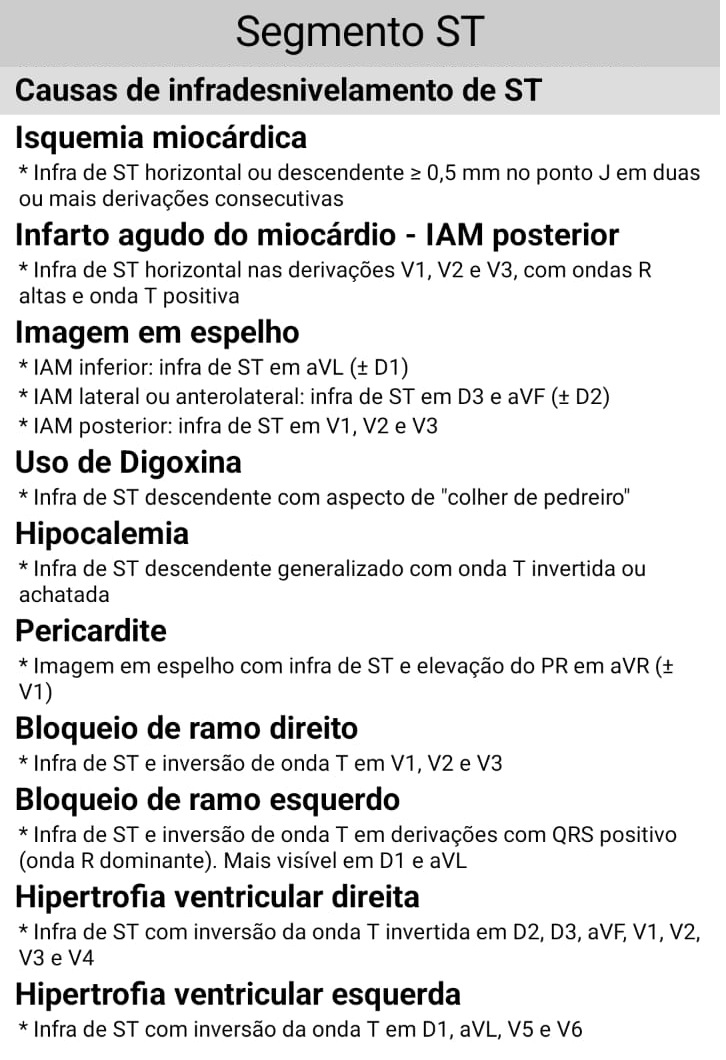 Segmento ST
Causas de infradesnivelamento de ST
Isquemia miocárdica
* Infra de ST horizontal ou descendente ≥ 0,5 mm no ponto J em duas
ou mais derivações consecutivas
Infarto agudo do miocárdio - IAM posterior
* Infra de ST horizontal nas derivações V1, V2 e V3, com ondas R
altas e onda T positiva
Imagem em espelho
* IAM inferior: infra de ST em aVL (± D1)
* IAM lateral ou anterolateral: infra de ST em D3 e aVF (± D2)
* IAM posterior: infra de ST em V1, V2 e V3
Uso de Digoxina
* Infra de ST descendente com aspecto de "colher de pedreiro"
Hipocalemia
* Infra de ST descendente generalizado com onda T invertida ou
achatada
Pericardite
* Imagem em espelho com infra de ST e elevação do PR em aVR (±
V1)
Bloqueio de ramo direito
* Infra de ST e inversão de onda T em V1, V2 e V3
Bloqueio de ramo esquerdo
* Infra de ST e inversão de onda T em derivações com QRS positivo
(onda R dominante). Mais visível em D1 e aVL
Hipertrofia ventricular direita
* Infra de ST com inversão da onda T invertida em D2, D3, aVF, V1, V2,
V3 e V4
Hipertrofia ventricular esquerda
* Infra de ST com inversão da onda T em D1, aVL, V5 e V6